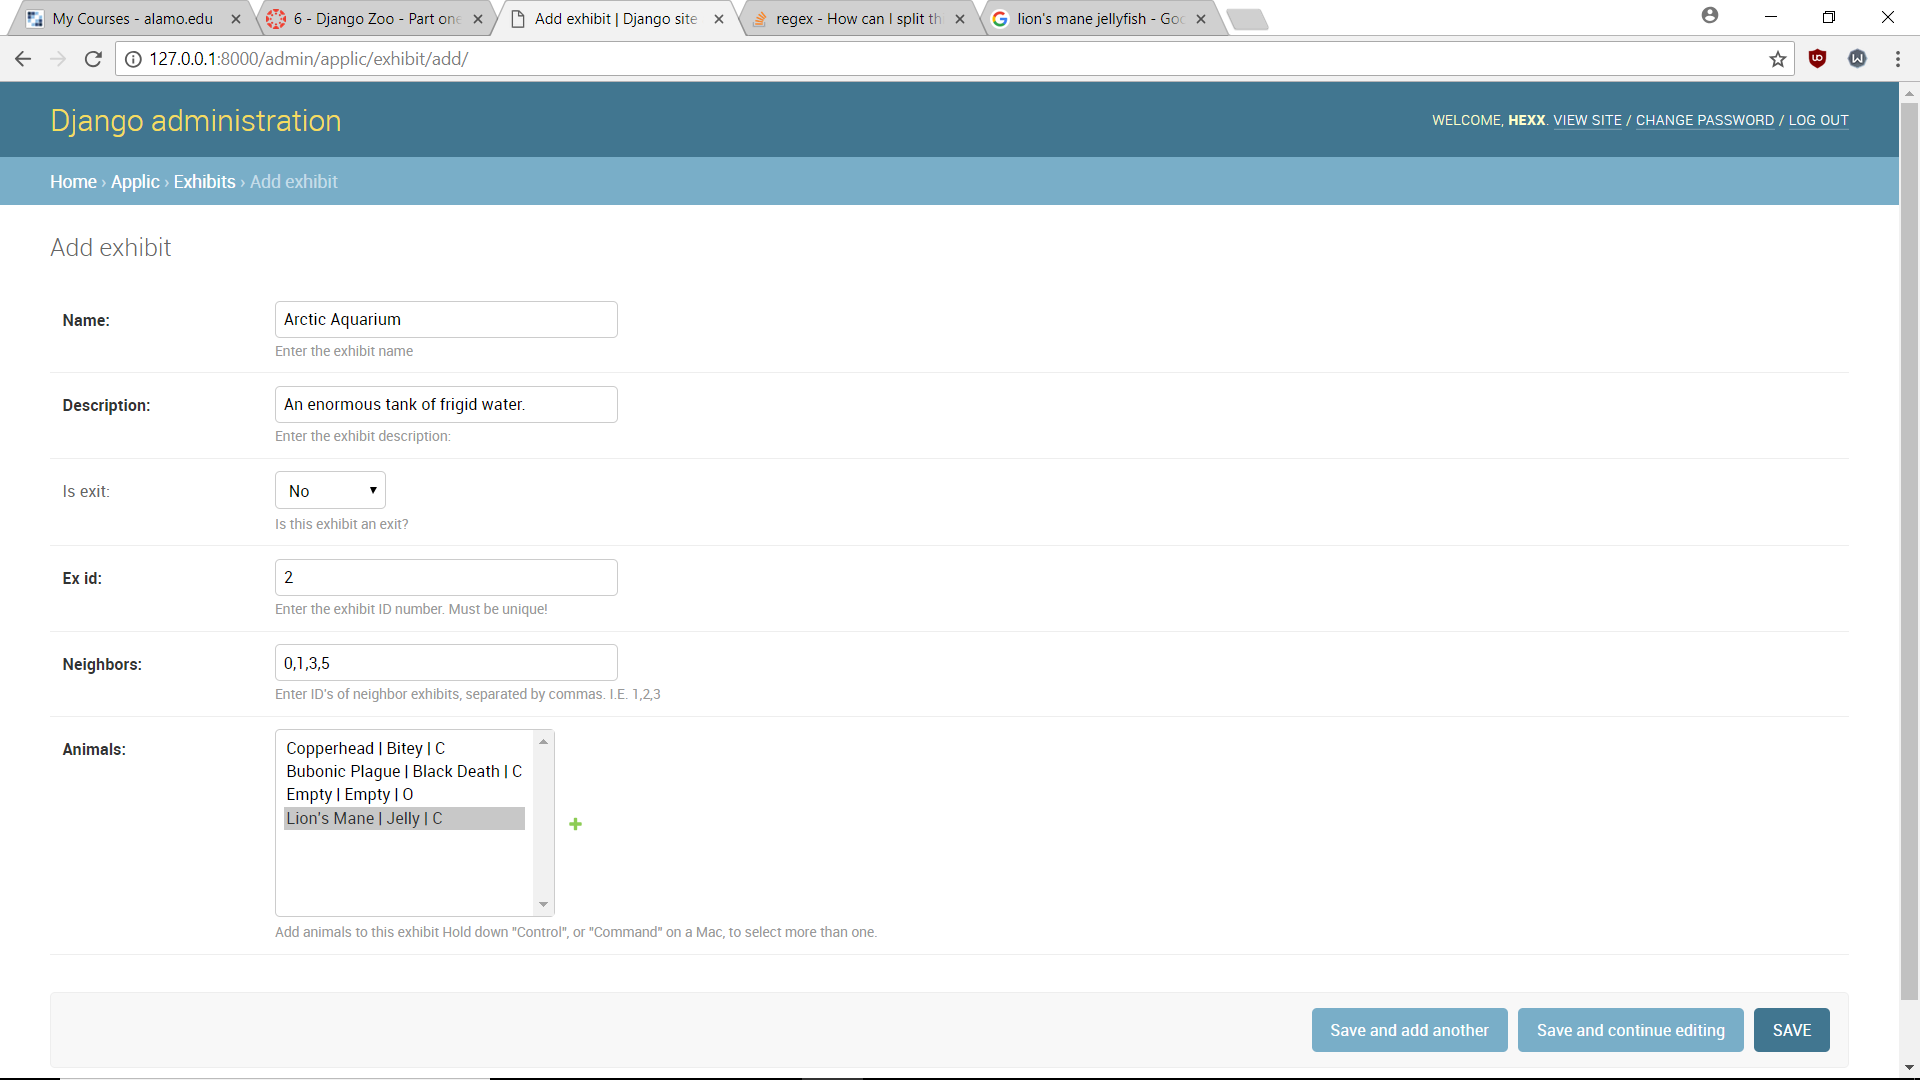 My Courses - alamo.edu
6 - Django Zoo - Part one
Add exhibit | Django site
regex - How can I split th
lion's mane jellyfish - Goo
127.0.0.1:8000/admin/applic/exhibit/add/
Django administration
WELCOME, HEXX. VIEW SITE / CHANGE PASSWORD / LOG OUT
Home › Applic › Exhibits › Add exhibit
Add exhibit
Name:
Arctic Aquarium
Enter the exhibit name
Description:
An enormous tank of frigid water.
Enter the exhibit description:
Is exit:
No
Is this exhibit an exit?
Ex id:
2
Enter the exhibit ID number. Must be unique!
Neighbors:
0,1,3,5
Enter ID's of neighbor exhibits, separated by commas. I.E. 1,2,3
Animals:
Copperhead | Bitey | C
Bubonic Plague | Black Death | C
Empty | Empty | O
Lion's Mane | Jelly | C
Add animals to this exhibit Hold down "Control", or "Command" on a Mac, to select more than one.
Save and add another
Save and continue editing
SAVE